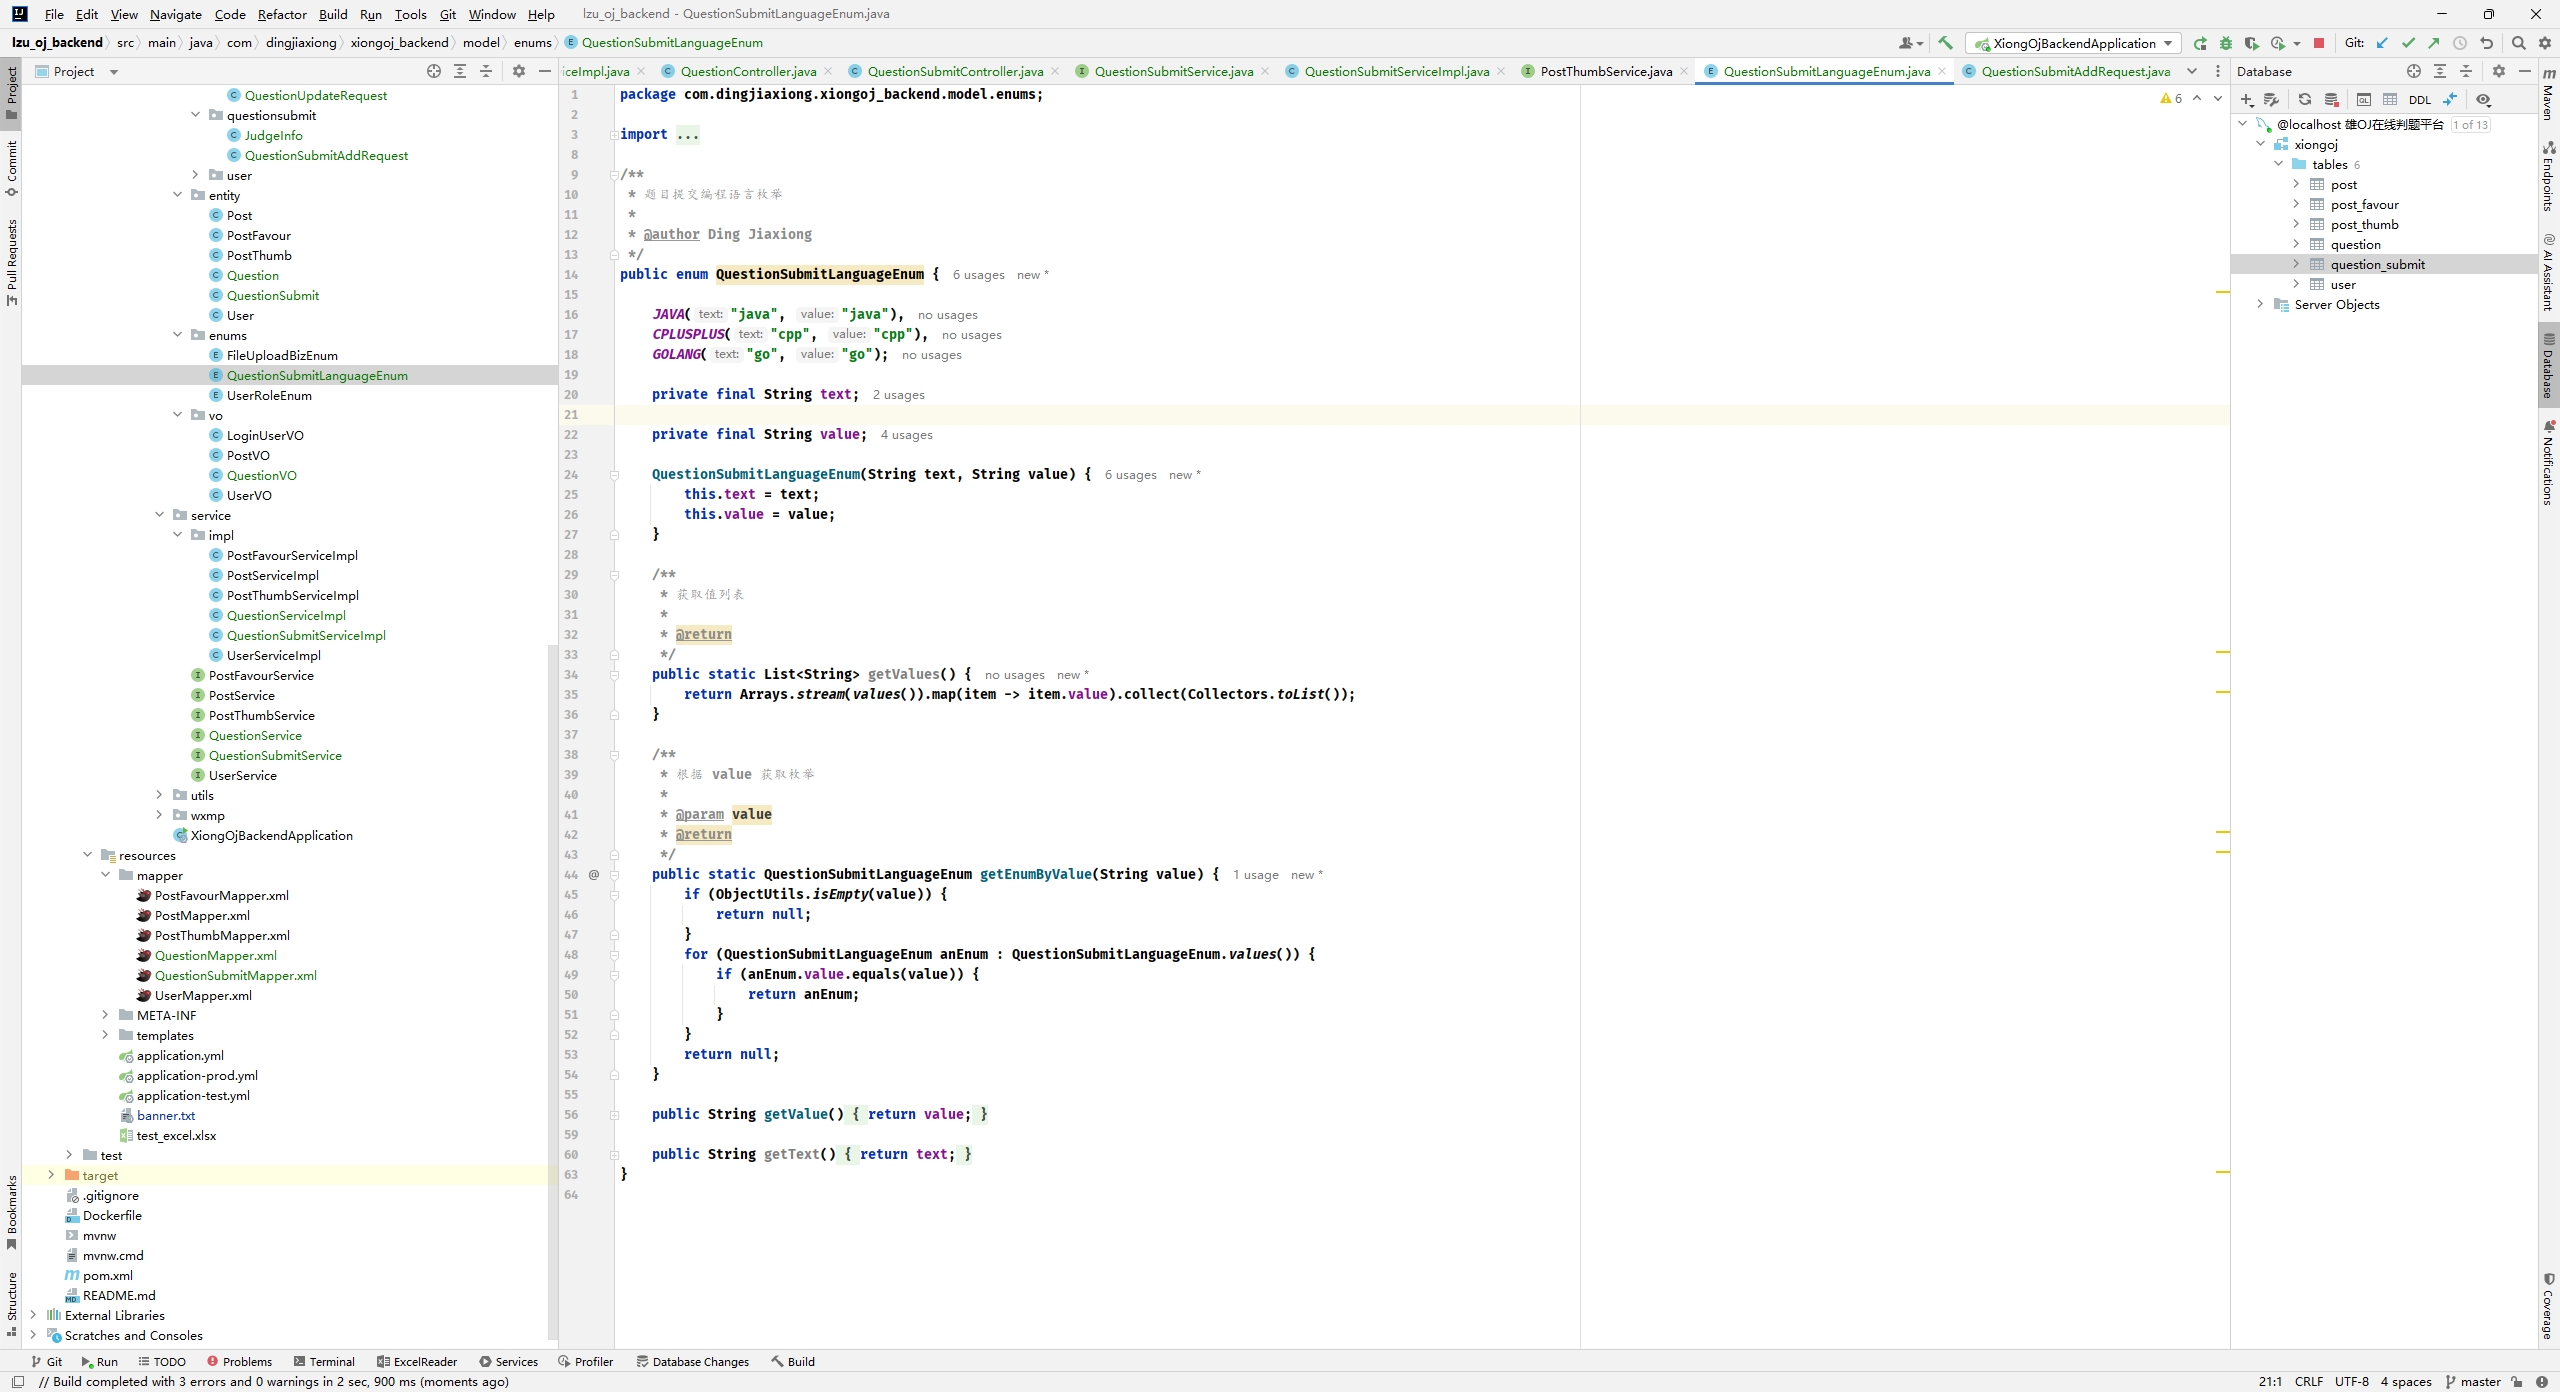 File Edit View Navigate Code Refactor Build Run Tools Git Window Help lzu_oj_backend - QuestionSubmitLanguageEnum.java
lzu_oj_backend src main java com dingjiaxiong xiongoj_backend model enums QuestionSubmitLanguageEnum
XiongOjBackendApplication
Git:
Project
Commit
Pull Requests
Bookmarks
Structure
Project
QuestionUpdateRequest
questionsubmit
JudgeInfo
QuestionSubmitAddRequest
user
entity
Post
PostFavour
PostThumb
Question
QuestionSubmit
User
enums
FileUploadBizEnum
QuestionSubmitLanguageEnum
UserRoleEnum
vo
LoginUserVO
PostVO
QuestionVO
UserVO
service
impl
PostFavourServiceImpl
PostServiceImpl
PostThumbServiceImpl
QuestionServiceImpl
QuestionSubmitServiceImpl
UserServiceImpl
PostFavourService
PostService
PostThumbService
QuestionService
QuestionSubmitService
UserService
utils
wxmp
XiongOjBackendApplication
resources
mapper
PostFavourMapper.xml
PostMapper.xml
PostThumbMapper.xml
QuestionMapper.xml
QuestionSubmitMapper.xml
UserMapper.xml
META-INF
templates
application.yml
application-prod.yml
application-test.yml
banner.txt
test_excel.xlsx
test
target
.gitignore
Dockerfile
mvnw
mvnw.cmd
pom.xml
README.md
External Libraries
Scratches and Consoles
iceImpl.java QuestionController.java QuestionSubmitController.java QuestionSubmitService.java QuestionSubmitServiceImpl.java PostThumbService.java QuestionSubmitLanguageEnum.java QuestionSubmitAddRequest.java
6
1 package com.dingjiaxiong.xiongoj_backend.model.enums;
2
3 import ...
8
9 /**
10 * 题目提交编程语言枚举
11 *
12 * @author Ding Jiaxiong
13 */
14 public enum QuestionSubmitLanguageEnum { 6 usages new *
15
16 JAVA( text: "java", value: "java"), no usages
17 CPLUSPLUS( text: "cpp", value: "cpp"), no usages
18 GOLANG( text: "go", value: "go"); no usages
19
20 private final String text; 2 usages
21
22 private final String value; 4 usages
23
24 QuestionSubmitLanguageEnum(String text, String value) { 6 usages new *
25 this.text = text;
26 this.value = value;
27 }
28
29 /**
30 * 获取值列表
31 *
32 * @return
33 */
34 public static List<String> getValues() { no usages new *
35 return Arrays.stream(values()).map(item -> item.value).collect(Collectors.toList());
36 }
37
38 /**
39 * 根据 value 获取枚举
40 *
41 * @param value
42 * @return
43 */
44 @ public static QuestionSubmitLanguageEnum getEnumByValue(String value) { 1 usage new *
45 if (ObjectUtils.isEmpty(value)) {
46 return null;
47 }
48 for (QuestionSubmitLanguageEnum anEnum : QuestionSubmitLanguageEnum.values()) {
49 if (anEnum.value.equals(value)) {
50 return anEnum;
51 }
52 }
53 return null;
54 }
55
56 public String getValue() { return value; }
59
60 public String getText() { return text; }
63 }
64
Database
DDL
@localhost 雄OJ在线判题平台 1 of 13
xiongoj
tables 6
post
post_favour
post_thumb
question
question_submit
user
Server Objects
Maven
Endpoints
AI Assistant
Database
Notifications
Coverage
Git Run TODO Problems Terminal ExcelReader Services Profiler Database Changes Build
// Build completed with 3 errors and 0 warnings in 2 sec, 900 ms (moments ago) 21:1 CRLF UTF-8 4 spaces master